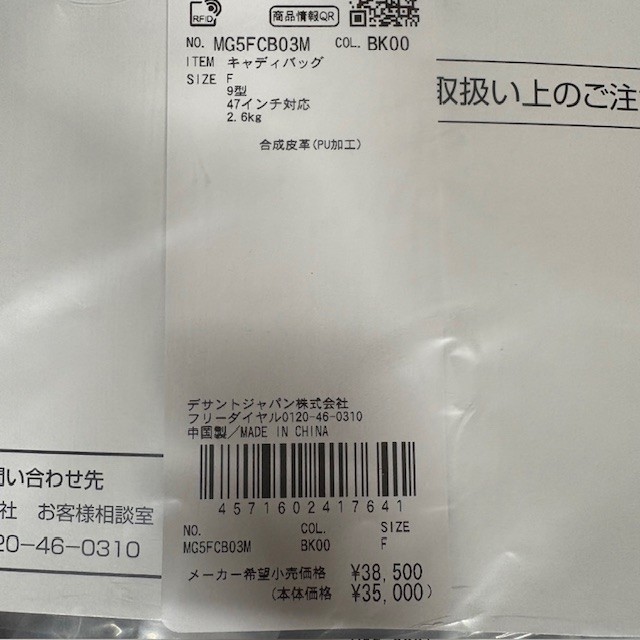 RFID 商品情報QR
NO. MG5FCB03M COL. BK00
ITEM キャディバッグ
SIZE F
9型
47インチ対応
2.6kg
合成皮革(PU加工)
取扱い上のご注
デサントジャパン株式会社
フリーダイヤル0120-46-0310
中国製/MADE IN CHINA
4571602417641
NO. COL. SIZE
MG5FCB03M BK00 F
メーカー希望小売価格 ¥38,500
(本体価格 ¥35,000)
問い合わせ先
社 お客様相談室
20-46-0310